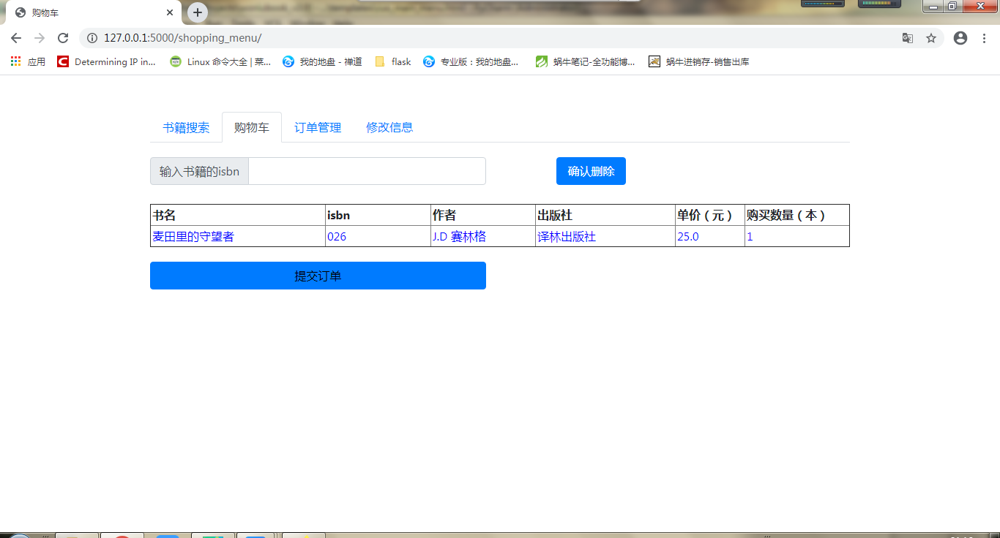 购物车
127.0.0.1:5000/shopping_menu/
应用 Determining IP in... Linux 命令大全 | 菜... 我的地盘 - 禅道 flask 专业版：我的地盘... 蜗牛笔记-全功能博... 蜗牛进销存-销售出库
书籍搜索 购物车 订单管理 修改信息
输入书籍的isbn 确认删除
书名 isbn 作者 出版社 单价（元） 购买数量（本）
麦田里的守望者 026 J.D 赛林格 译林出版社 25.0 1
提交订单